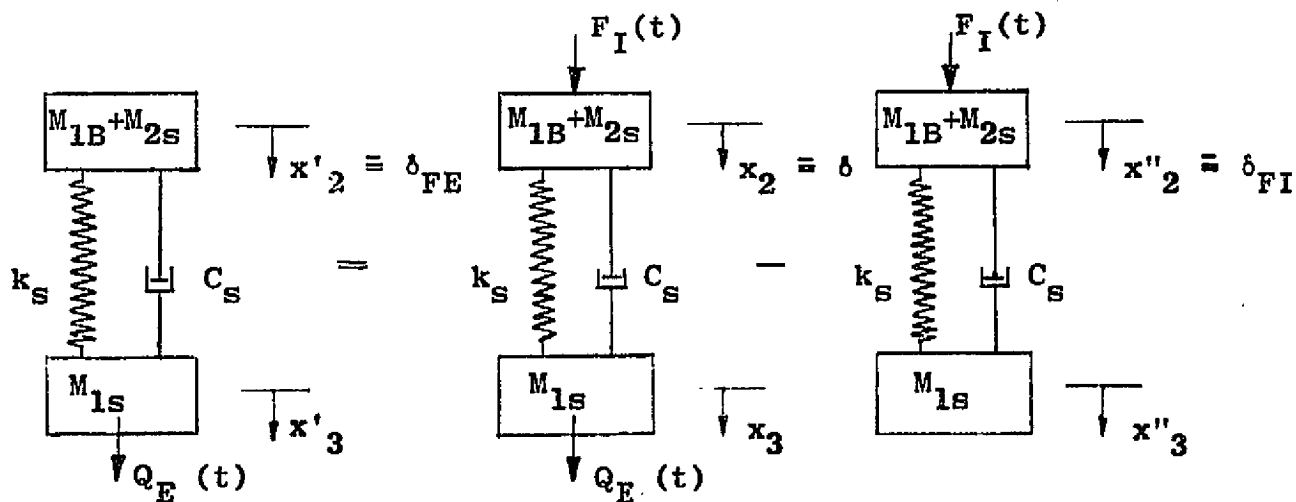 F_I(t)
F_I(t)
M_1B+M_2s
M_1B+M_2s
M_1B+M_2s
x'_2 ≡ δ_FE
x_2 ≡ δ
x"_2 ≡ δ_FI
k_s
C_s
=
k_s
C_s
−
k_s
C_s
M_1s
M_1s
M_1s
x'_3
x_3
x"_3
Q_E (t)
Q_E (t)